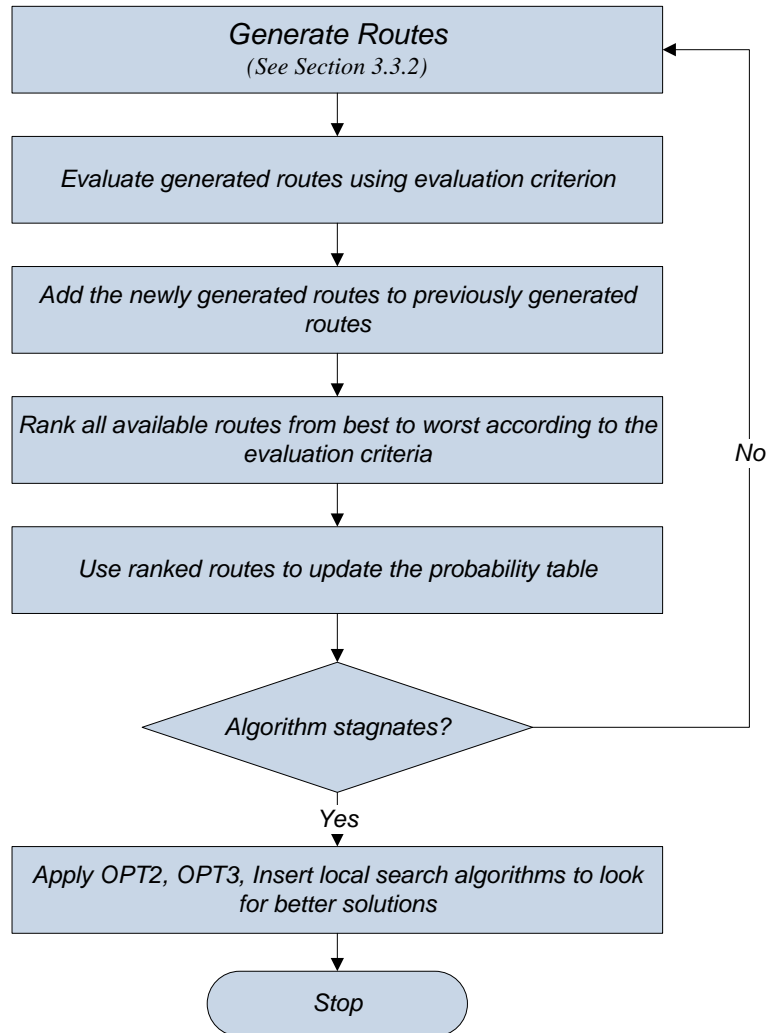 Generate Routes
(See Section 3.3.2)
Evaluate generated routes using evaluation criterion
Add the newly generated routes to previously generated
routes
Rank all available routes from best to worst according to the
evaluation criteria
No
Use ranked routes to update the probability table
Algorithm stagnates?
Yes
Apply OPT2, OPT3, Insert local search algorithms to look
for better solutions
Stop